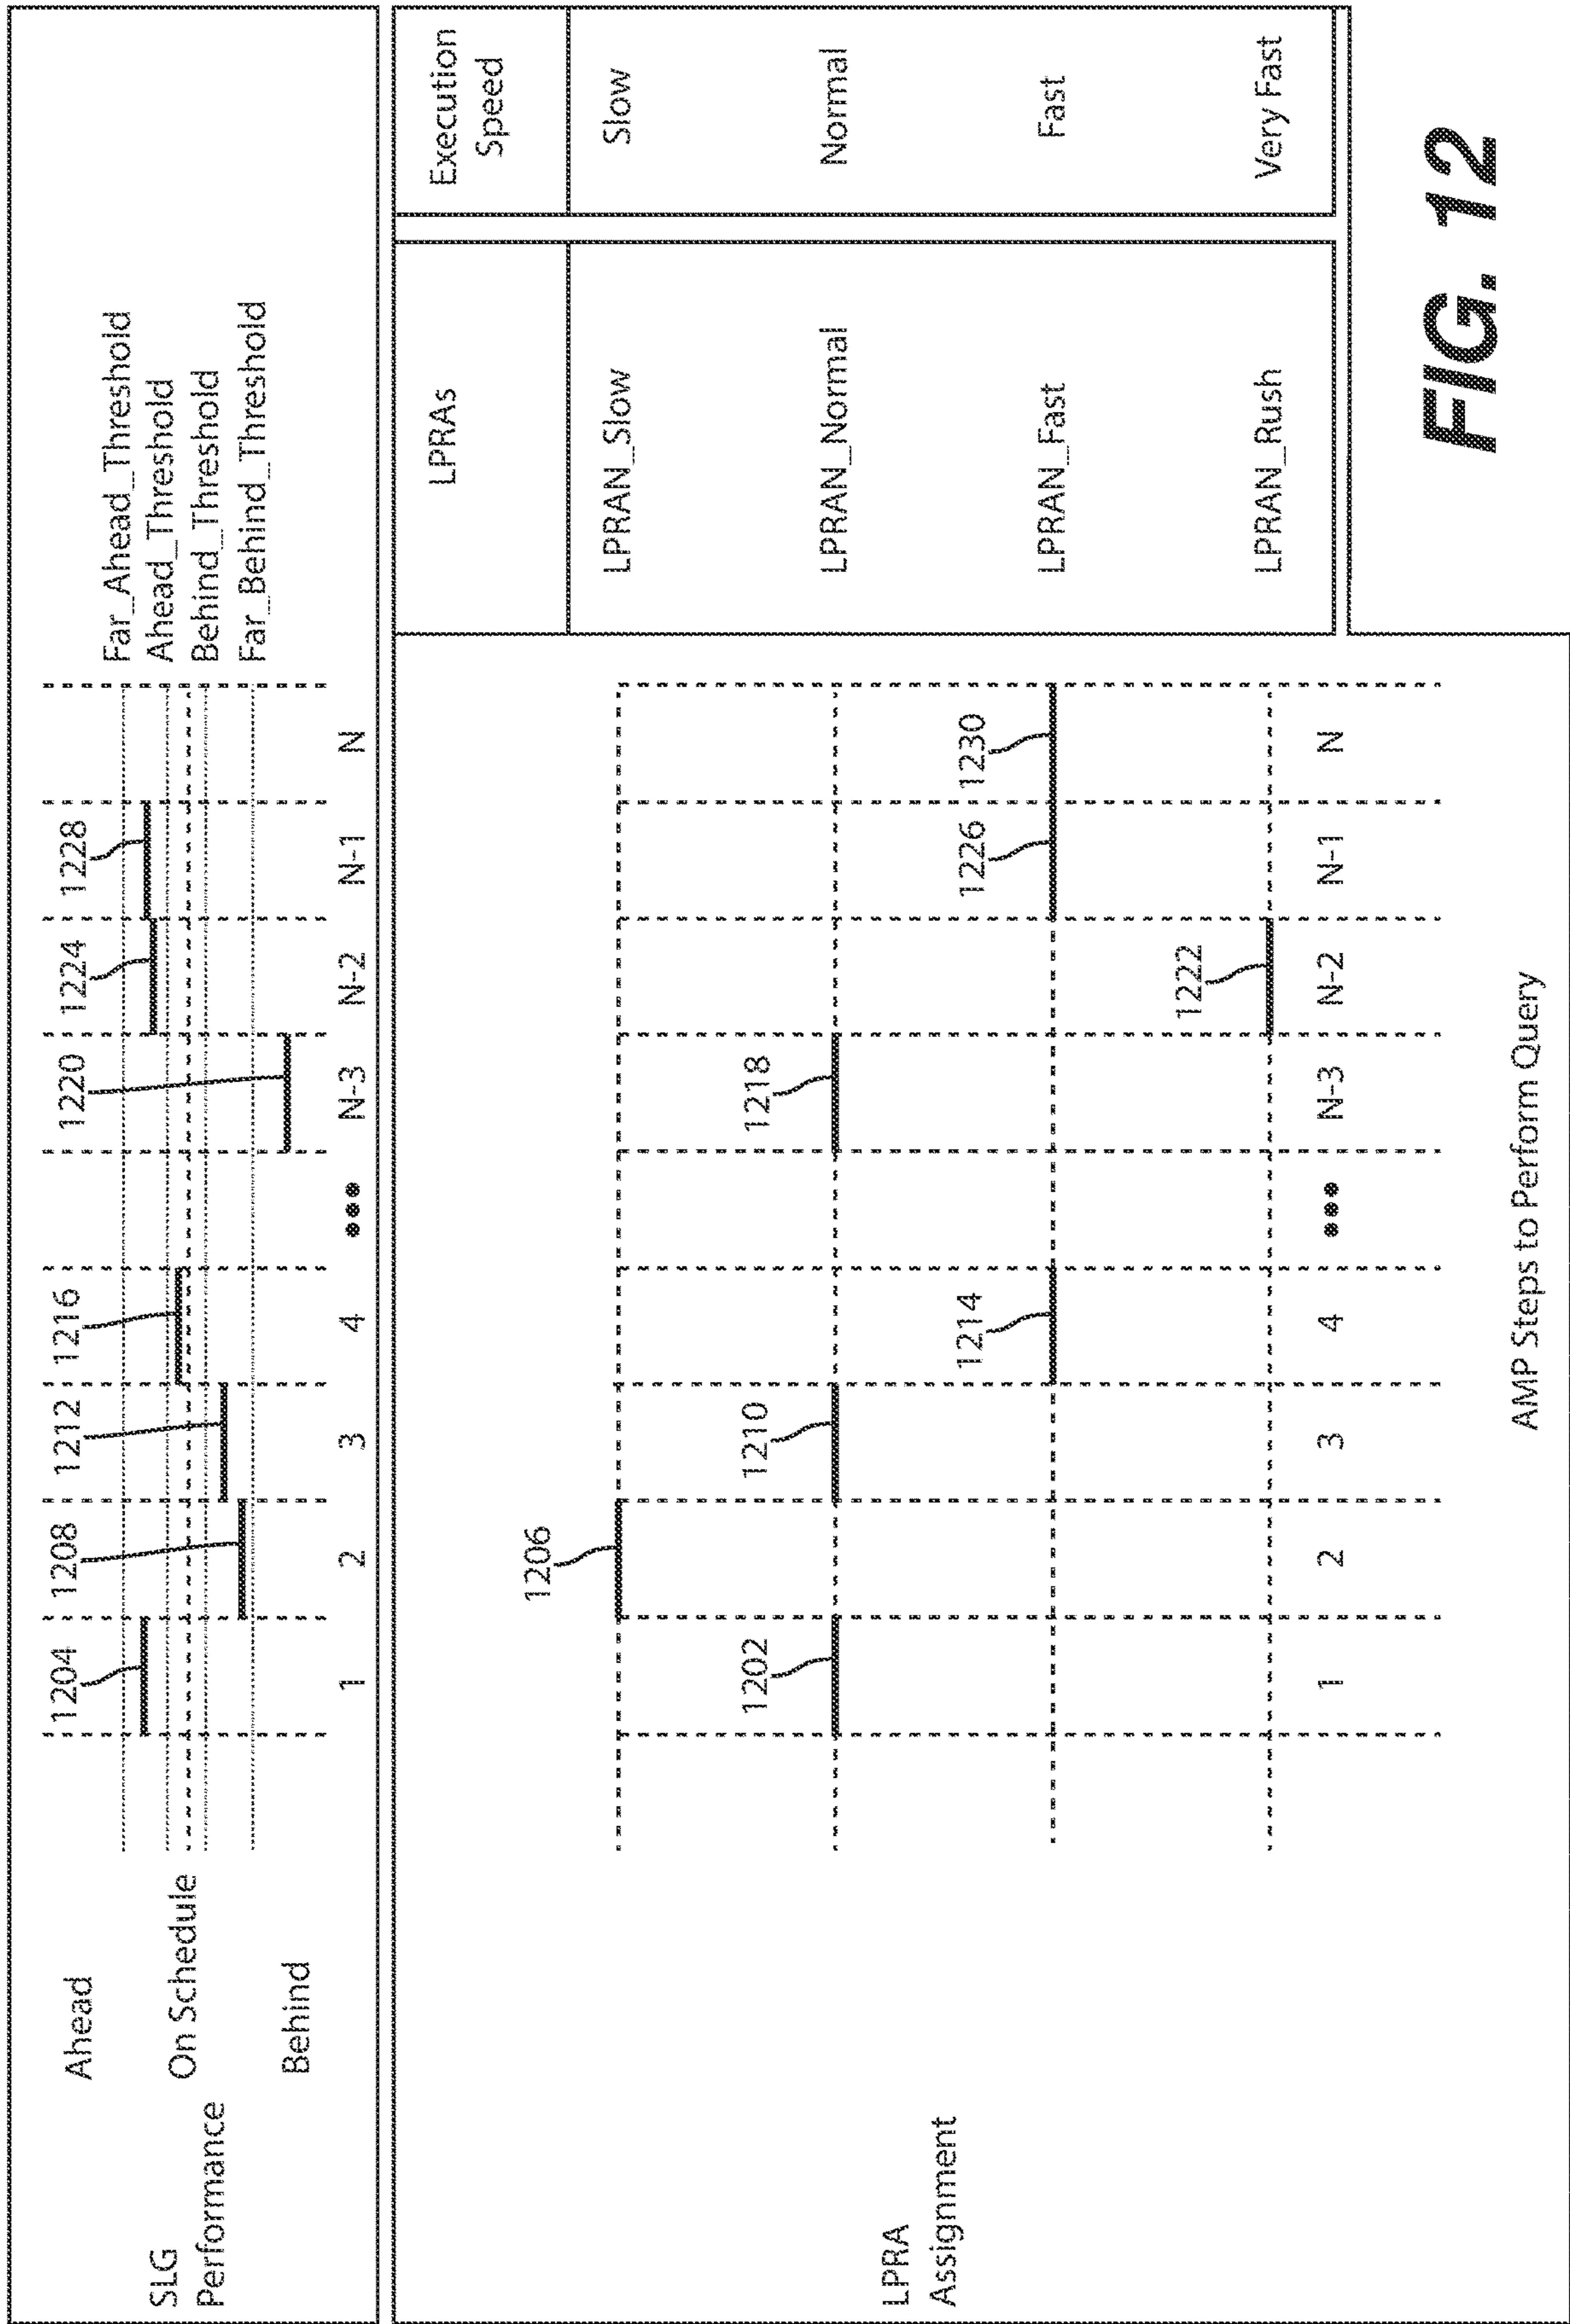 SLG
Performance
Ahead
On Schedule
Behind
1204
1208
1212
1216
1220
1224
1228
Far_Ahead_Threshold
Ahead_Threshold
Behind_Threshold
Far_Behind_Threshold
1 2 3 4 ••• N-3 N-2 N-1 N
LPRA
Assignment
1202
1206
1210
1214
1218
1222
1226
1230
1 2 3 4 ••• N-3 N-2 N-1 N
AMP Steps to Perform Query
LPRAs
Execution
Speed
LPRAN_Slow
Slow
LPRAN_Normal
Normal
LPRAN_Fast
Fast
LPRAN_Rush
Very Fast
FIG. 12